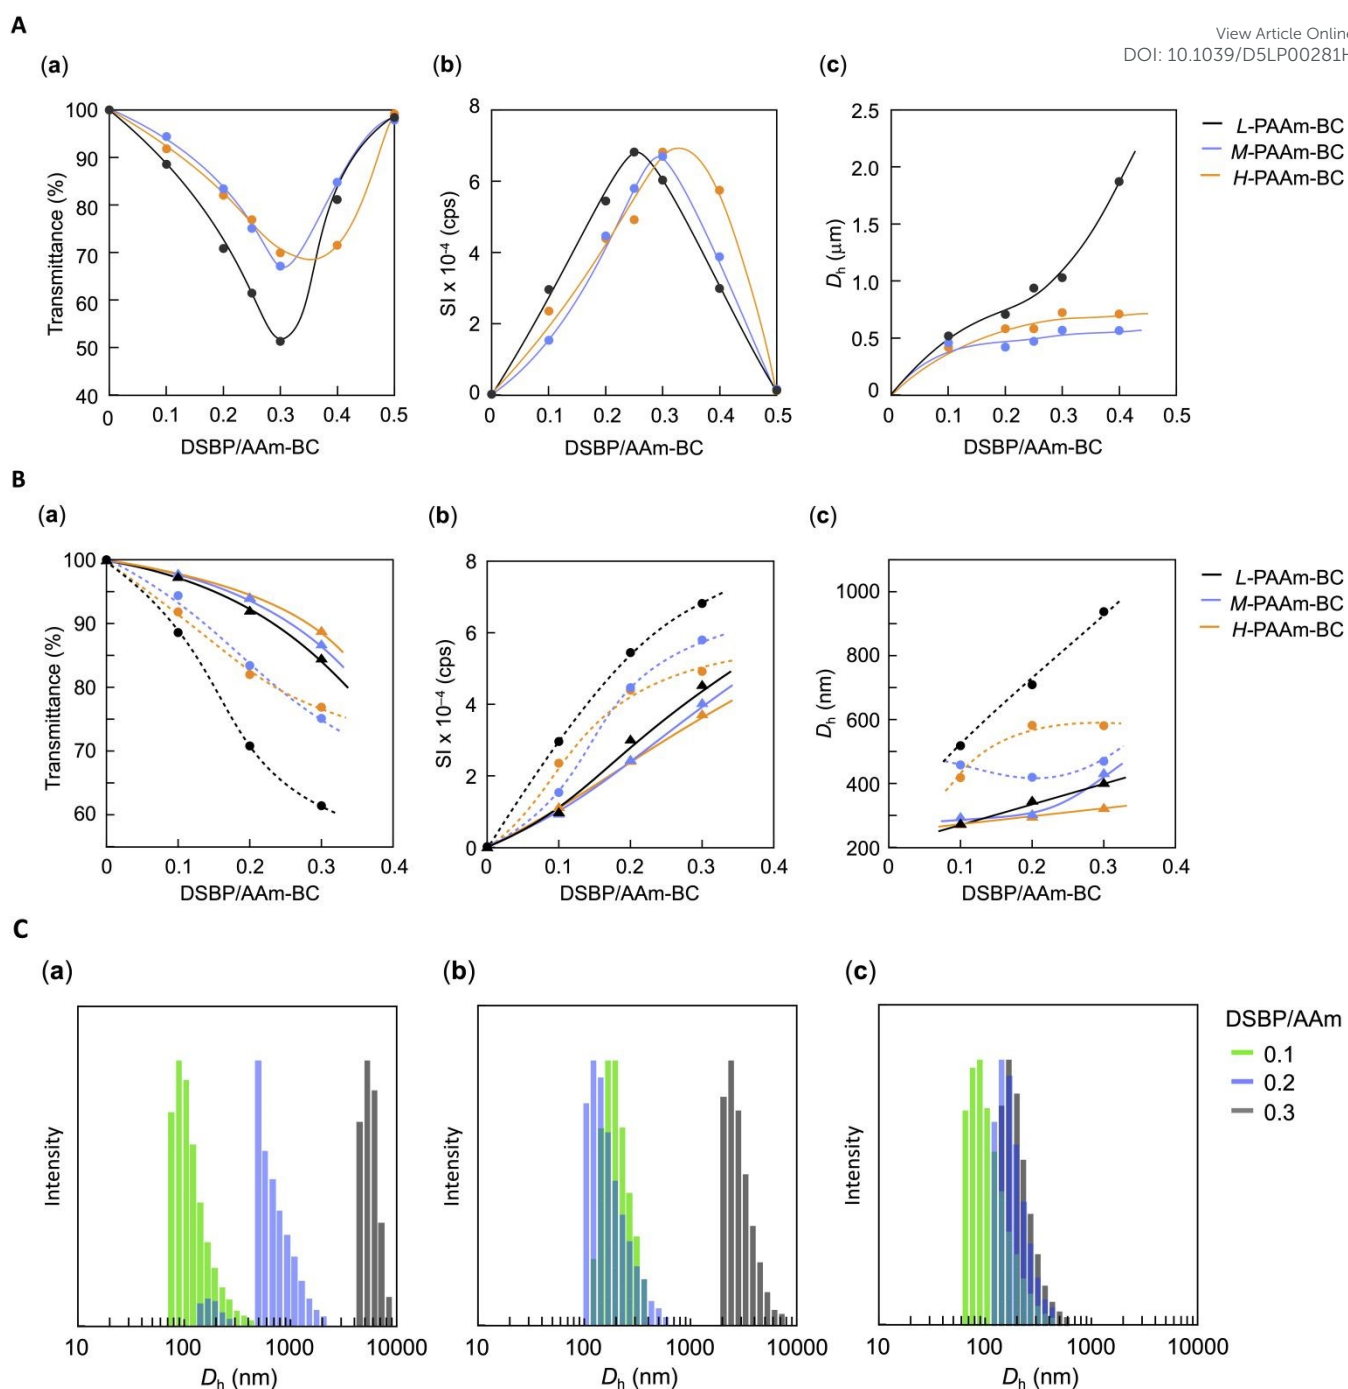 View Article Online
DOI: 10.1039/D5LP00281H
A
(a)
(b)
(c)
100
90
80
70
60
50
40
Transmittance (%)
0 0.1 0.2 0.3 0.4 0.5
DSBP/AAm-BC
8
6
4
2
0
SI x 10⁻⁴ (cps)
0 0.1 0.2 0.3 0.4 0.5
DSBP/AAm-BC
2.5
2.0
1.5
1.0
0.5
0
Dh (μm)
0 0.1 0.2 0.3 0.4 0.5
DSBP/AAm-BC
L-PAAm-BC
M-PAAm-BC
H-PAAm-BC
B
(a)
(b)
(c)
100
90
80
70
60
Transmittance (%)
0 0.1 0.2 0.3 0.4
DSBP/AAm-BC
8
6
4
2
0
SI x 10⁻⁴ (cps)
0 0.1 0.2 0.3 0.4
DSBP/AAm-BC
1000
800
600
400
200
Dh (nm)
0 0.1 0.2 0.3 0.4
DSBP/AAm-BC
L-PAAm-BC
M-PAAm-BC
H-PAAm-BC
C
(a)
(b)
(c)
Intensity
10 100 1000 10000
Dh (nm)
Intensity
10 100 1000 10000
Dh (nm)
Intensity
10 100 1000 10000
Dh (nm)
DSBP/AAm
0.1
0.2
0.3